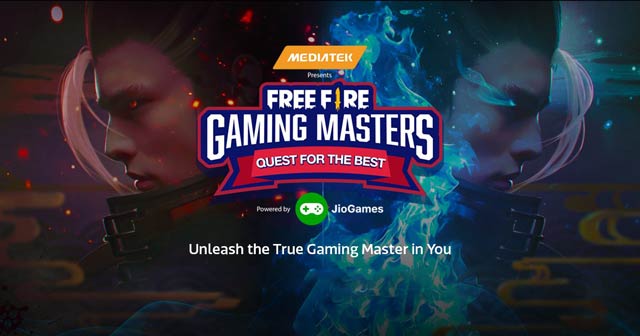 MEDIATEK
Presents
FREE FIRE
GAMING MASTERS
QUEST FOR THE BEST
Powered by JioGames
Unleash the True Gaming Master in You